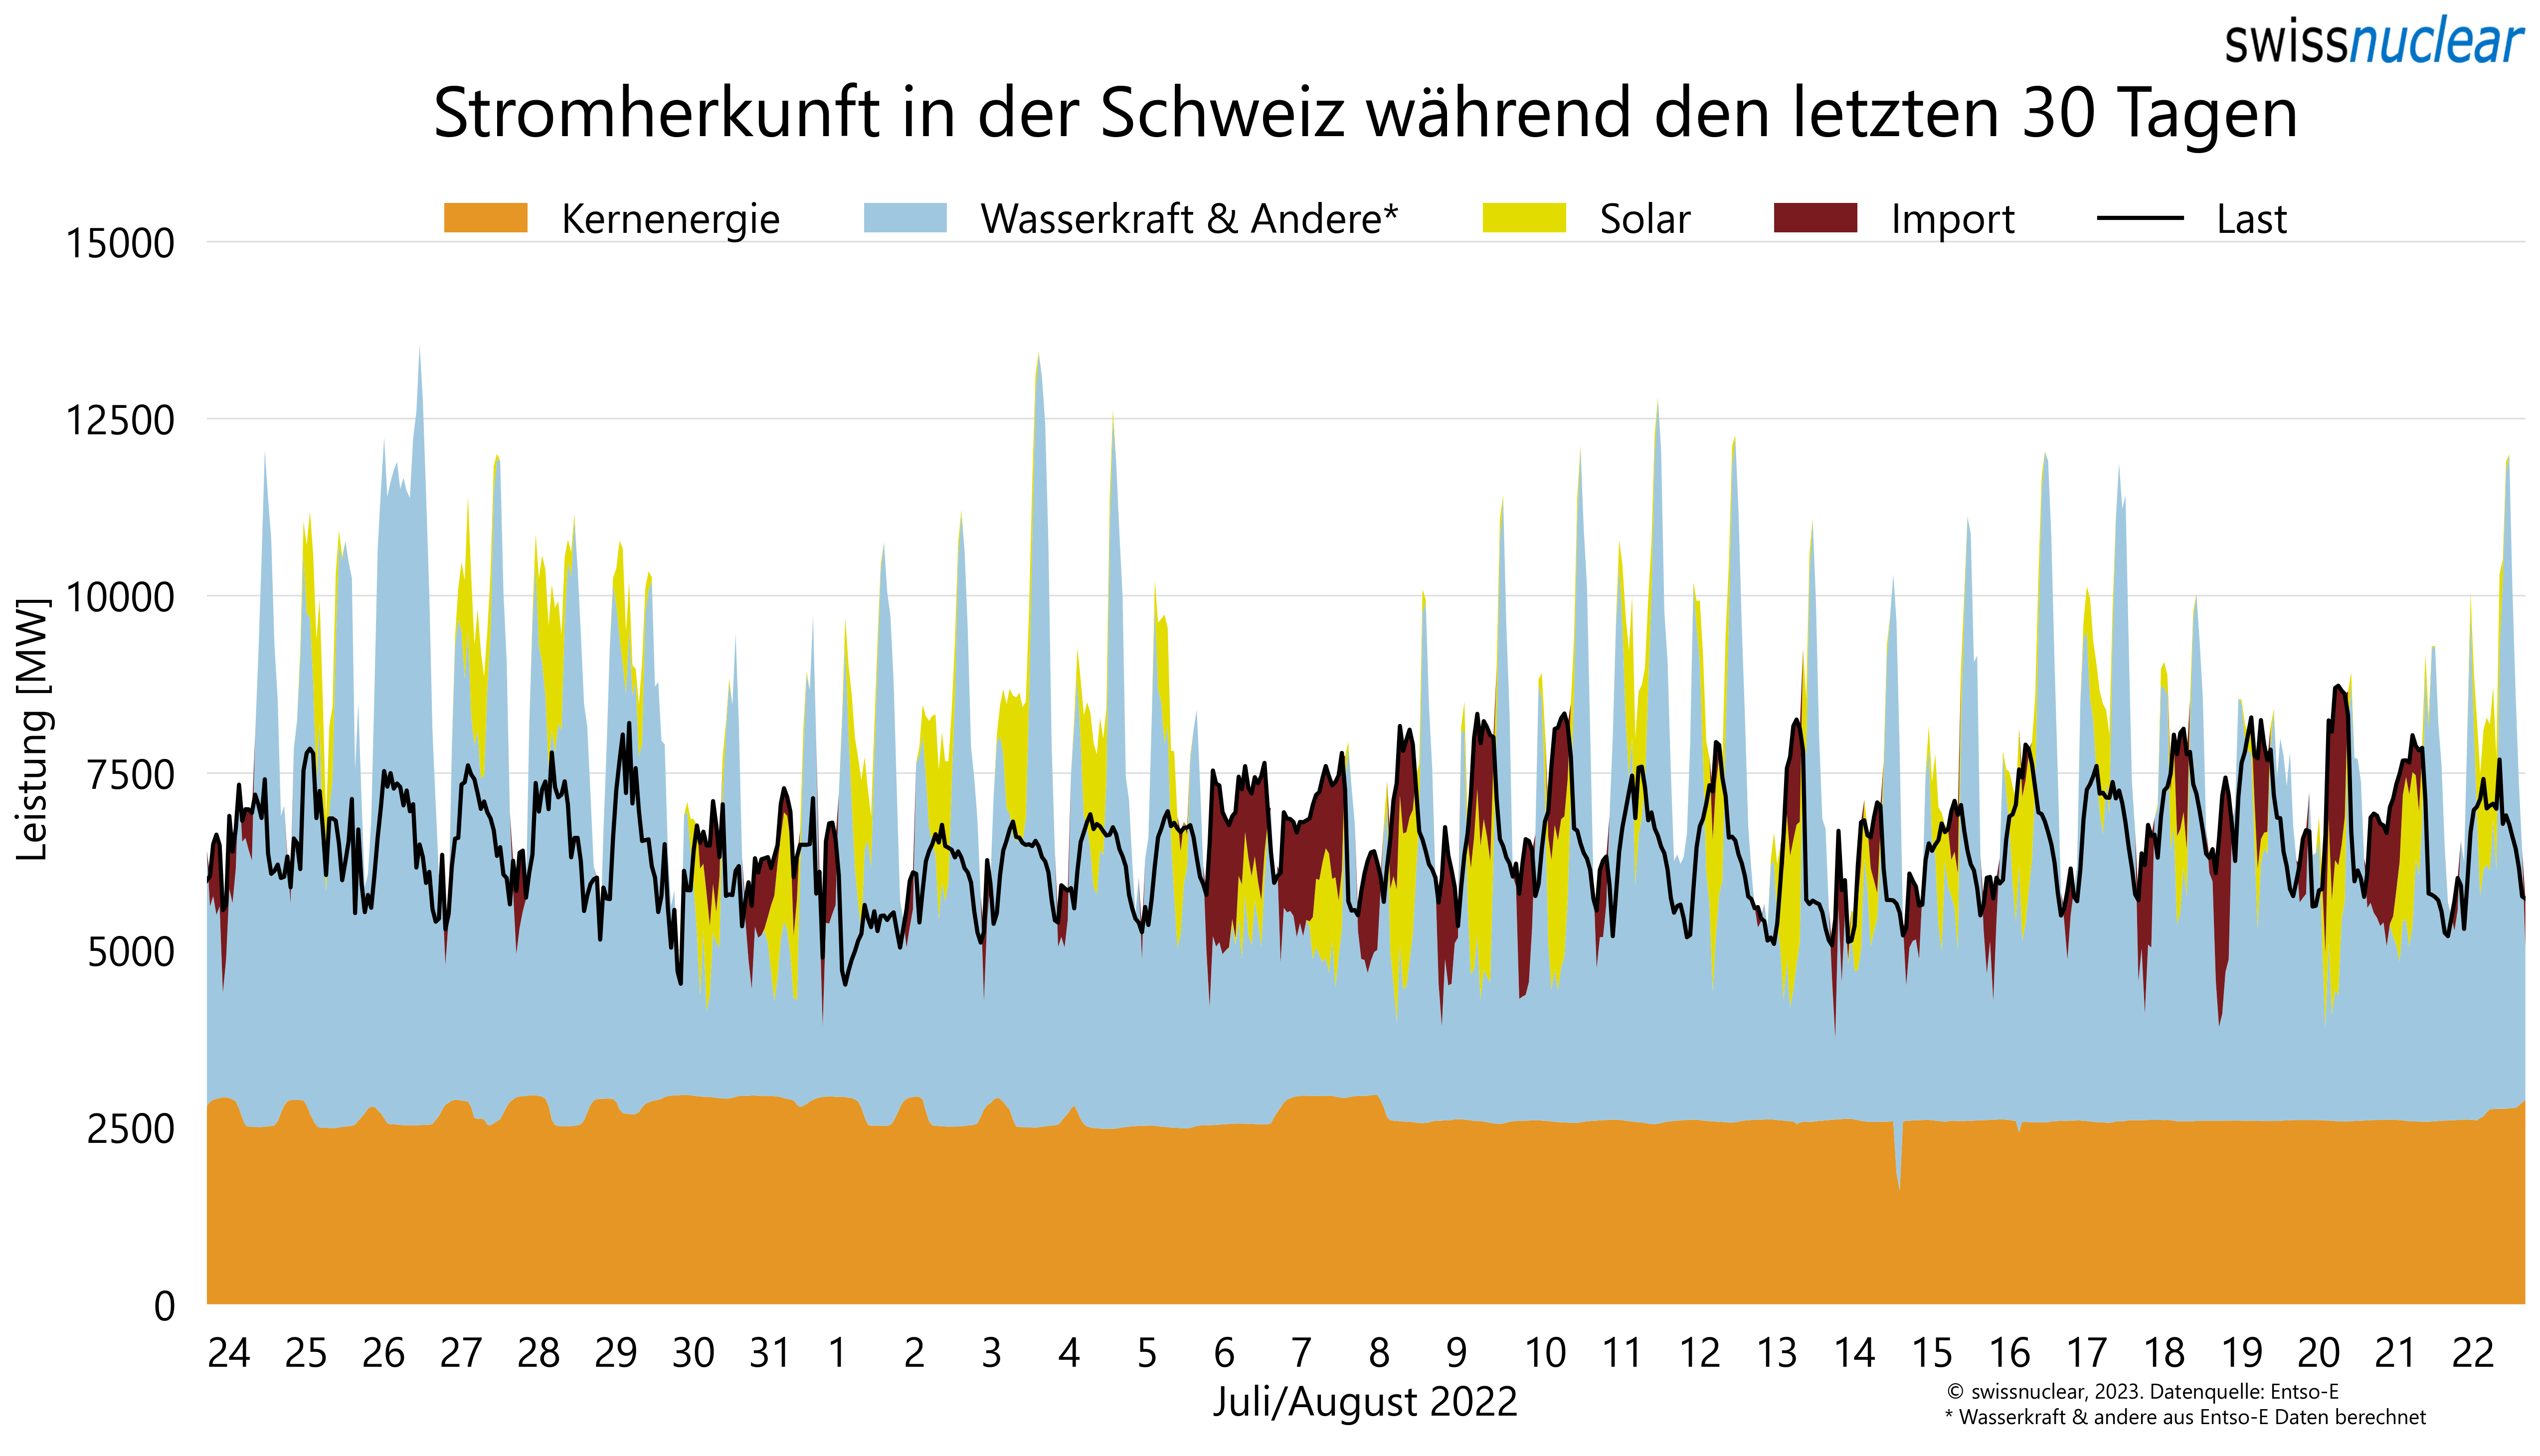 swissnuclear
Stromherkunft in der Schweiz während den letzten 30 Tagen
Kernenergie Wasserkraft & Andere* Solar Import Last
15000
12500
10000
7500
5000
2500
0
Leistung [MW]
24 25 26 27 28 29 30 31 1 2 3 4 5 6 7 8 9 10 11 12 13 14 15 16 17 18 19 20 21 22
Juli/August 2022
© swissnuclear, 2023. Datenquelle: Entso-E
* Wasserkraft & andere aus Entso-E Daten berechnet